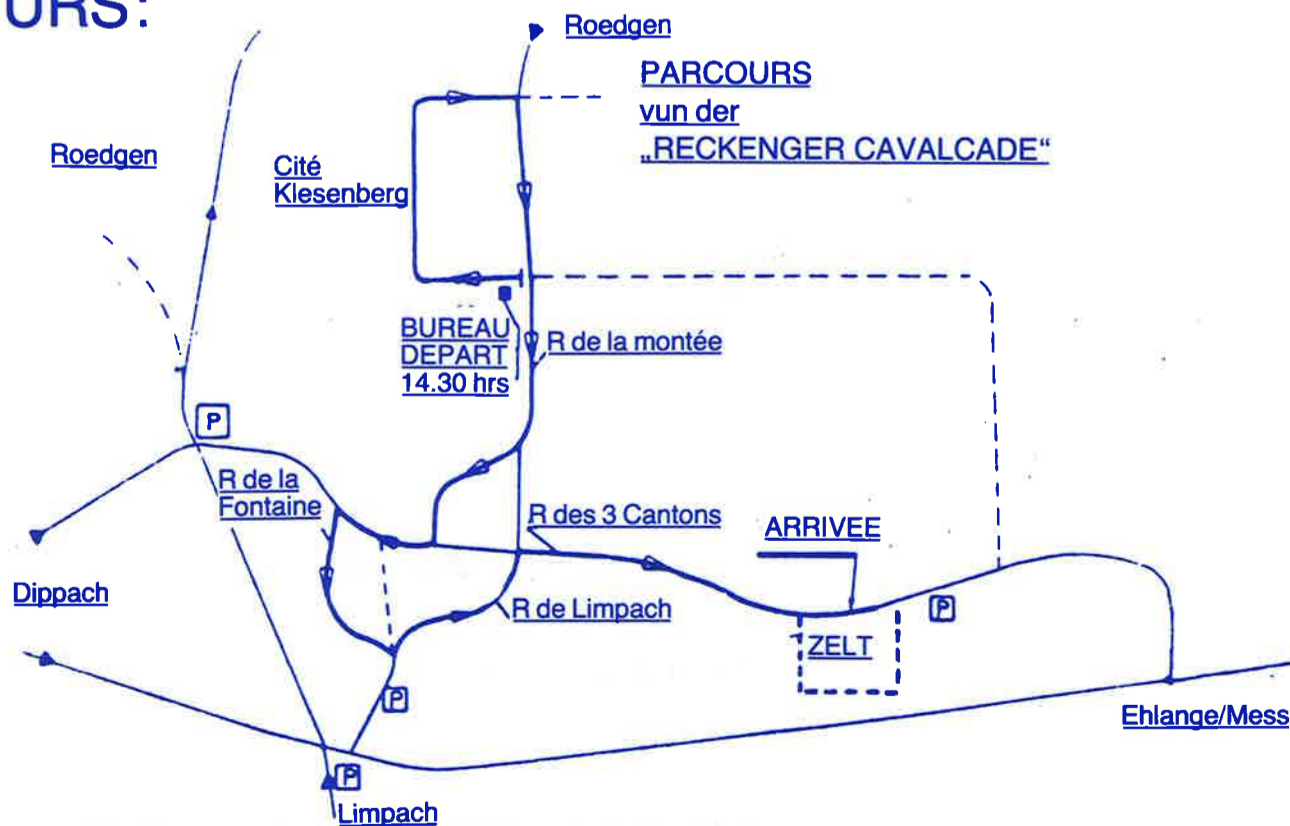 URS:
Roedgen
PARCOURS
vun der
„RECKENGER CAVALCADE“
Roedgen
Cité
Klesenberg
BUREAU
DEPART
14.30 hrs
R de la montée
P
R de la
Fontaine
R des 3 Cantons
ARRIVEE
Dippach
R de Limpach
P
ZELT
P
Ehlange/Mess
P
Limpach